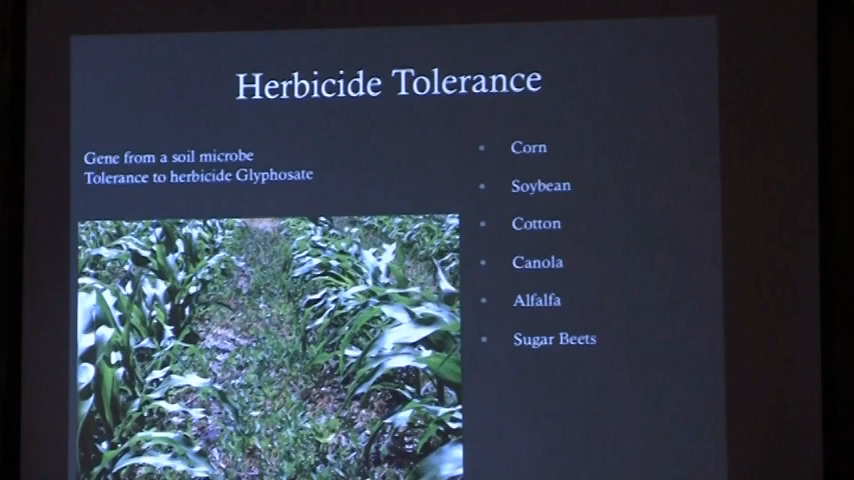 Herbicide Tolerance
Gene from a soil microbe
Tolerance to herbicide Glyphosate
Corn
Soybean
Cotton
Canola
Alfalfa
Sugar Beets